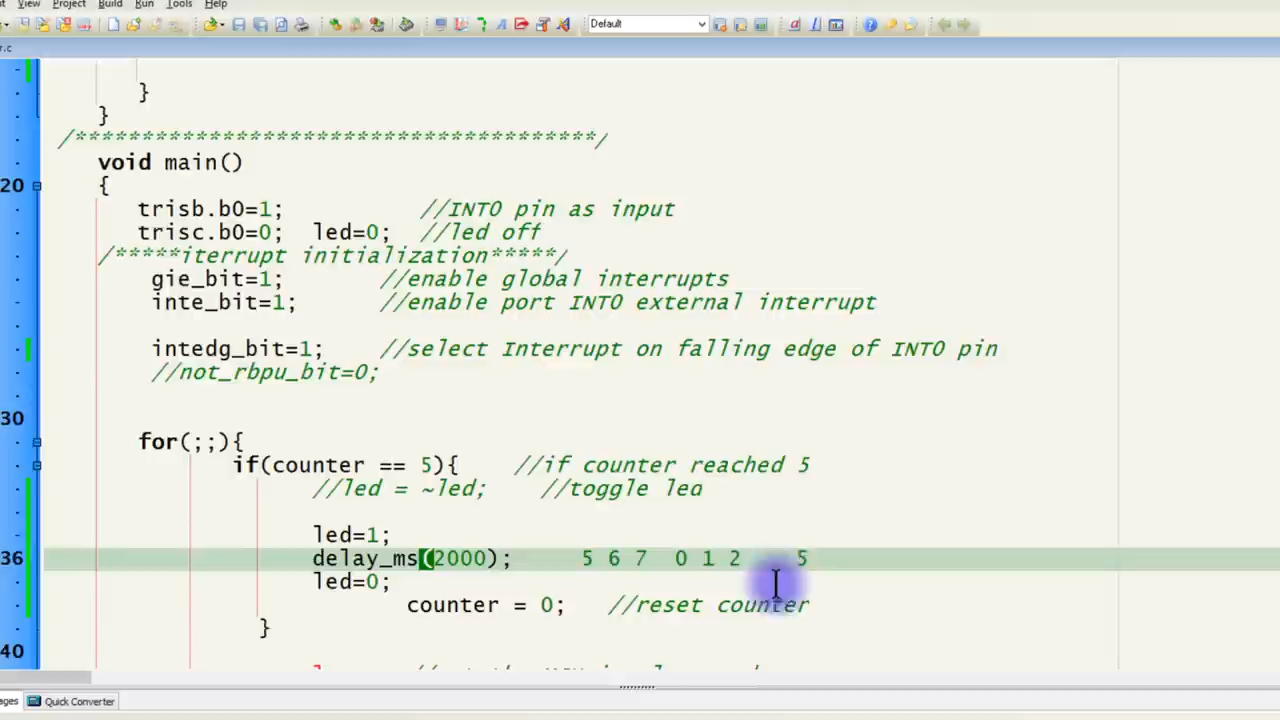 View Project Build Run Tools Help
Default
r.c
}
}
/***************************************/
void main()
20 {
trisb.b0=1; //INTO pin as input
trisc.b0=0; led=0; //led off
/*****iterrupt initialization*****/
gie_bit=1; //enable global interrupts
inte_bit=1; //enable port INTO external interrupt
intedg_bit=1; //select Interrupt on falling edge of INTO pin
//not_rbpu_bit=0;
30
for(;;){
if(counter == 5){ //if counter reached 5
//led = ~led; //toggle led
led=1;
36 delay_ms(2000); 5 6 7 0 1 2 5
led=0;
counter = 0; //reset counter
}
40
Quick Converter